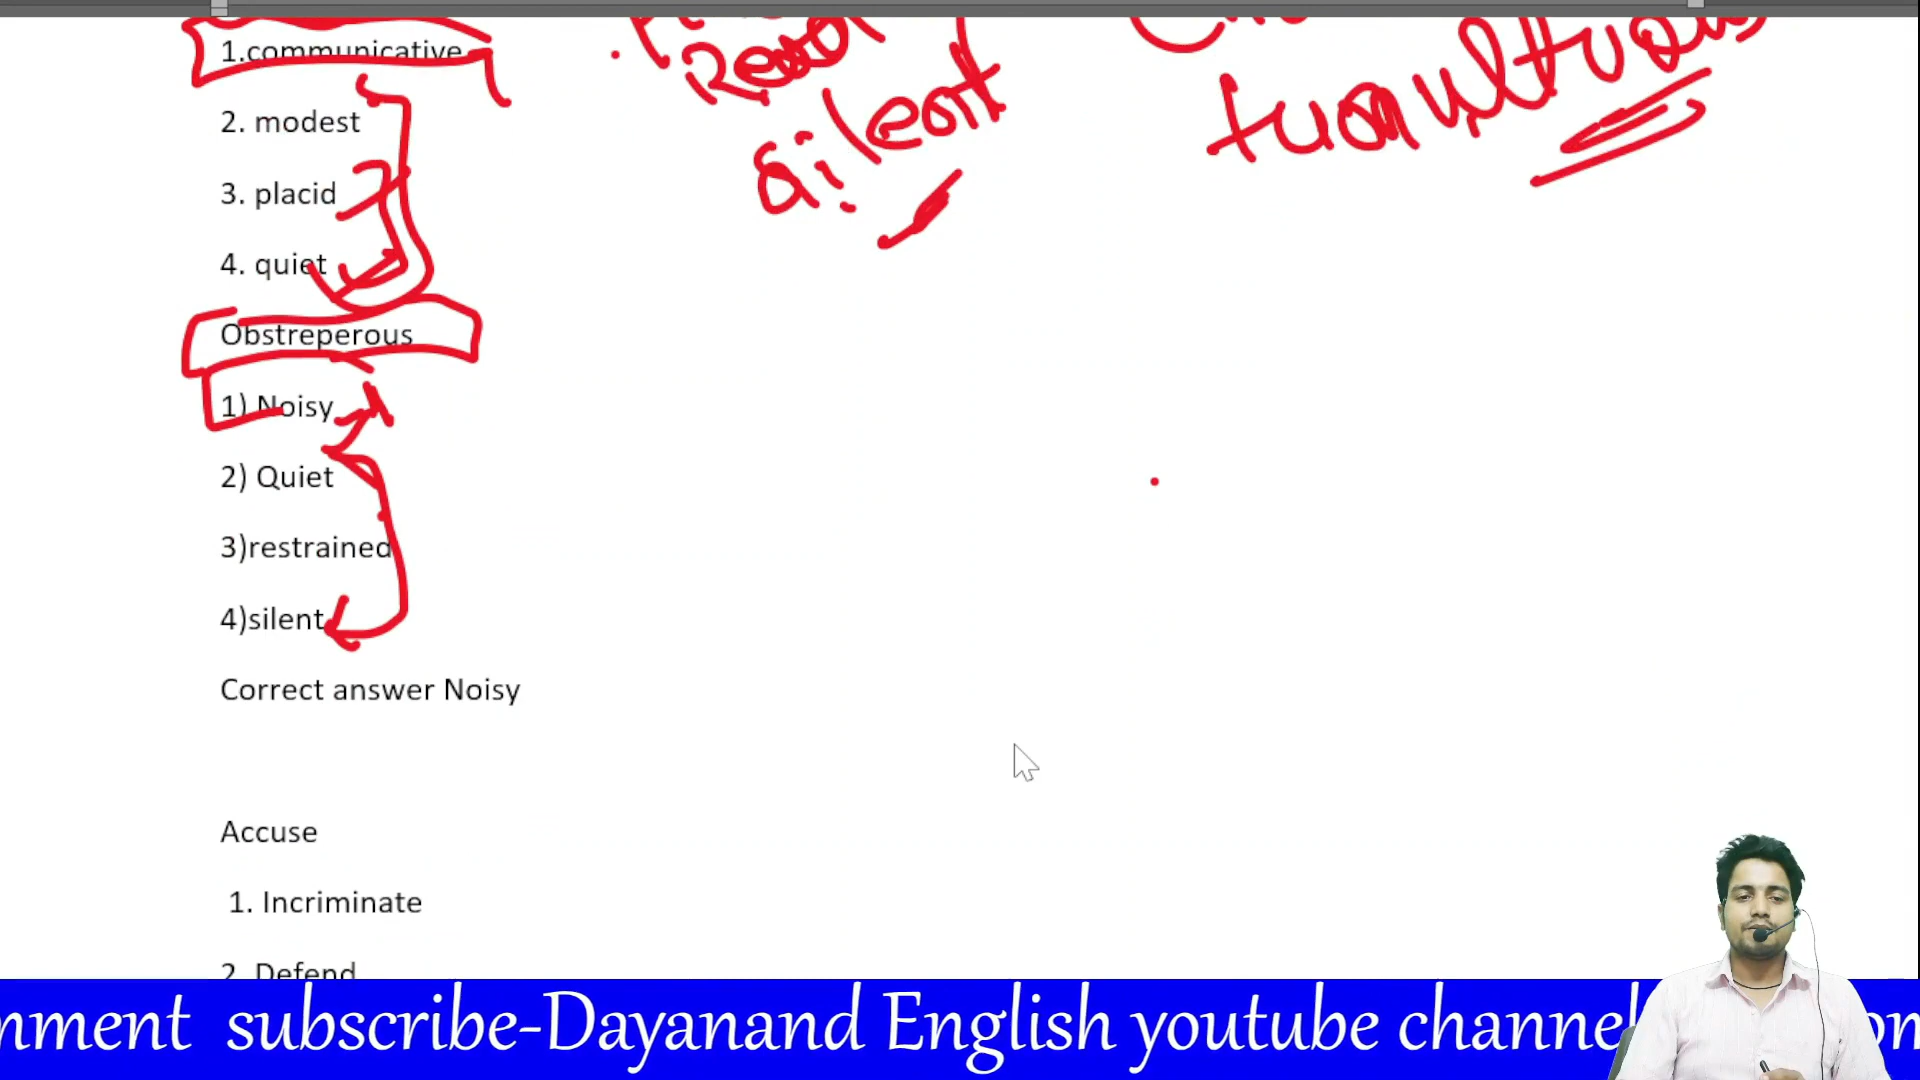 1.communicative
2. modest
silent
tumultuous
3. placid
4. quiet
Obstreperous
1) Noisy
2) Quiet
3)restrained
4)silent
Correct answer Noisy
Accuse
1. Incriminate
2. Defend
nment subscribe-Dayanand English youtube channel